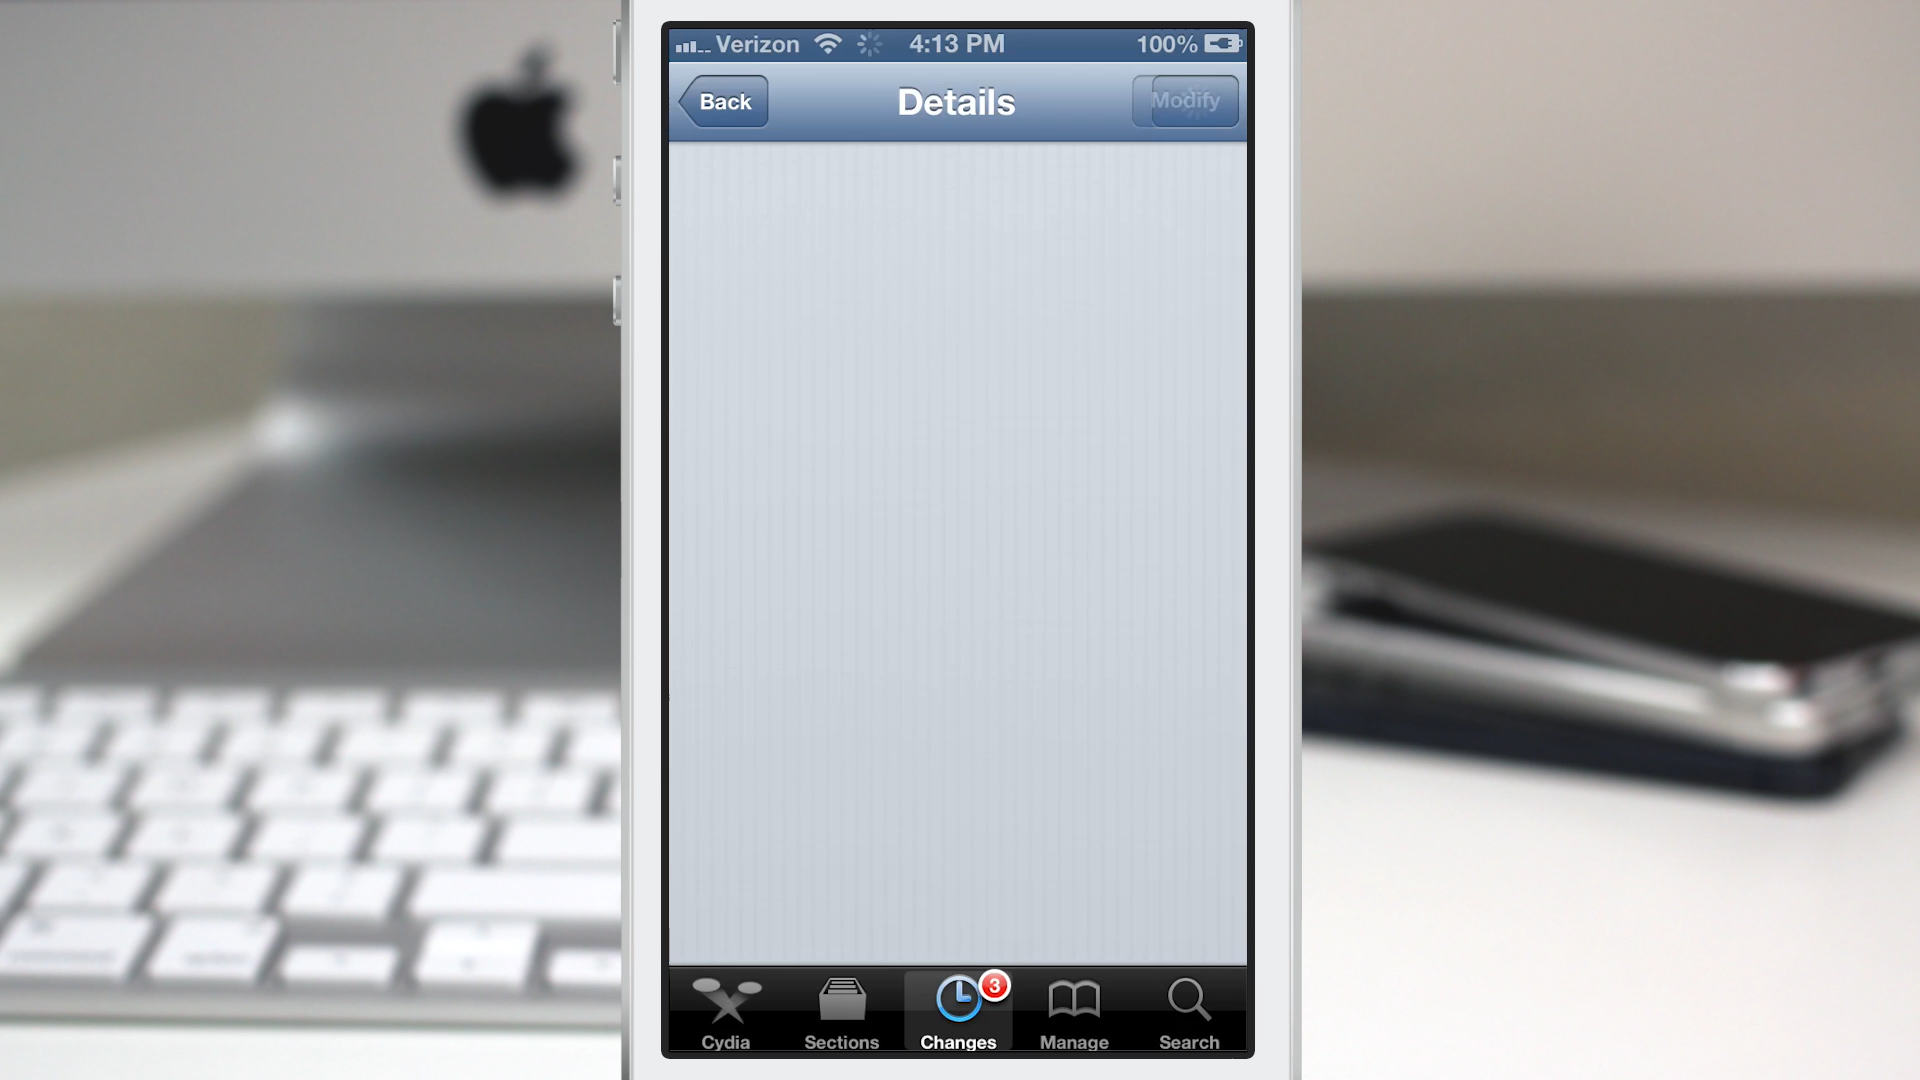 Verizon 4:13 PM 100%
Back Details Modify
3
Cydia Sections Changes Manage Search